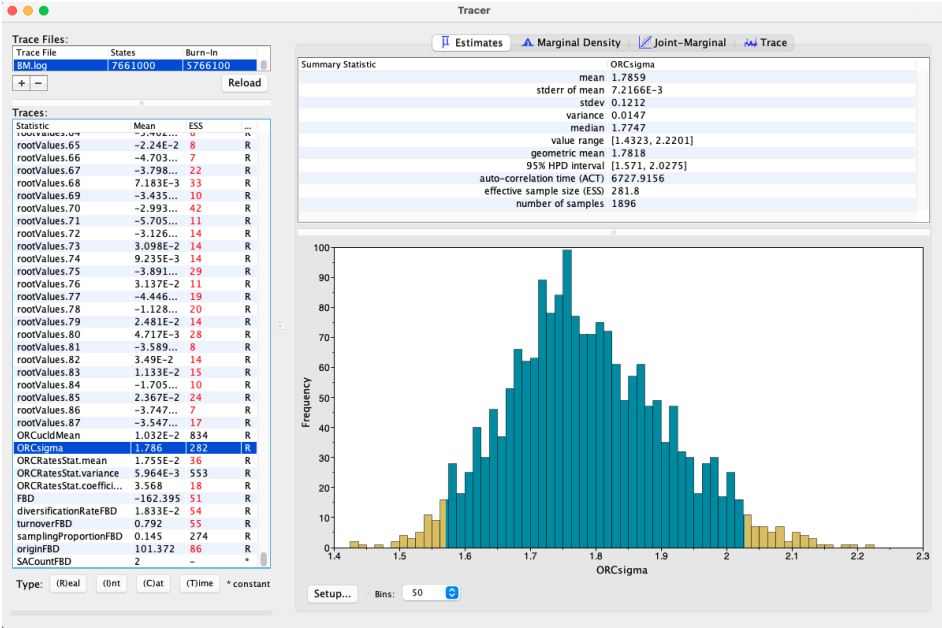 Tracer
Trace Files:
Trace File States Burn-In
BM.log 7661000 5766100
+ − Reload
Traces:
Statistic Mean ESS ...
rootValues.65 -2.24E-2 8 R
rootValues.66 -4.703... 7 R
rootValues.67 -3.798... 22 R
rootValues.68 7.183E-3 33 R
rootValues.69 -3.435... 10 R
rootValues.70 -2.993... 42 R
rootValues.71 -5.705... 11 R
rootValues.72 -3.126... 14 R
rootValues.73 3.098E-2 14 R
rootValues.74 9.235E-3 14 R
rootValues.75 -3.891... 29 R
rootValues.76 3.137E-2 11 R
rootValues.77 -4.446... 19 R
rootValues.78 -1.128... 20 R
rootValues.79 2.481E-2 14 R
rootValues.80 4.717E-3 28 R
rootValues.81 -3.589... 8 R
rootValues.82 3.49E-2 14 R
rootValues.83 1.133E-2 15 R
rootValues.84 -1.705... 10 R
rootValues.85 2.367E-2 24 R
rootValues.86 -3.747... 7 R
rootValues.87 -3.547... 17 R
ORCucldMean 1.032E-2 834 R
ORCsigma 1.786 282 R
ORCRatesStat.mean 1.755E-2 36 R
ORCRatesStat.variance 5.964E-3 553 R
ORCRatesStat.coeffici... 3.568 18 R
FBD -162.395 51 R
diversificationRateFBD 1.833E-2 54 R
turnoverFBD 0.792 55 R
samplingProportionFBD 0.145 274 R
originFBD 101.372 86 R
SACountFBD 2 - *
Type: (R)eal (I)nt (C)at (T)ime * constant
Estimates Marginal Density Joint-Marginal Trace
Summary Statistic ORCsigma
mean 1.7859
stderr of mean 7.2166E-3
stdev 0.1212
variance 0.0147
median 1.7747
value range [1.4323, 2.2201]
geometric mean 1.7818
95% HPD interval [1.571, 2.0275]
auto-correlation time (ACT) 6727.9156
effective sample size (ESS) 281.8
number of samples 1896
100
90
80
70
60
50
40
30
20
10
0
Frequency
1.4 1.5 1.6 1.7 1.8 1.9 2 2.1 2.2 2.3
ORCsigma
Setup... Bins: 50